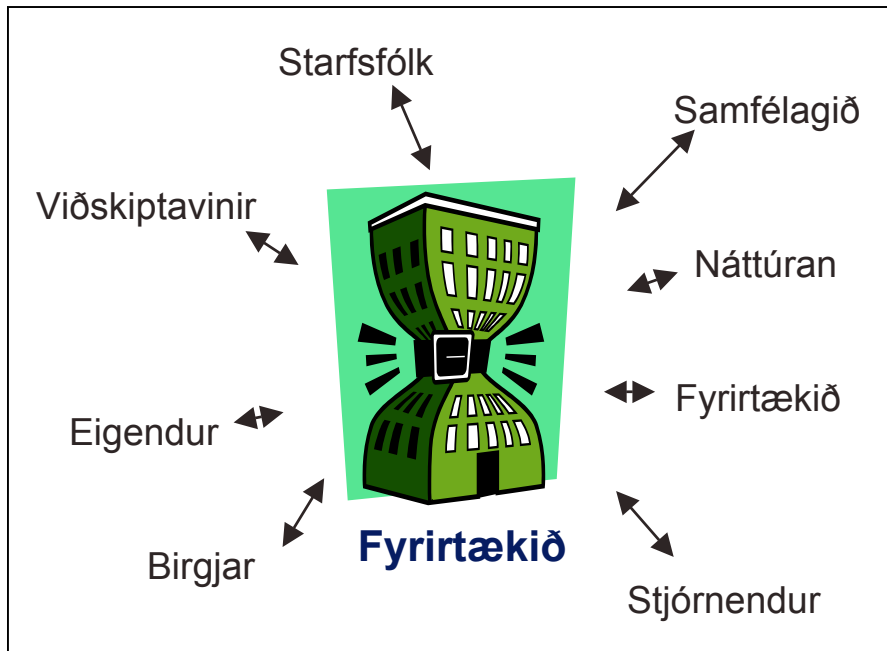 Starfsfólk
Samfélagið
Viðskiptavinir
Náttúran
Fyrirtækið
Eigendur
Birgjar
Fyrirtækið
Stjórnendur